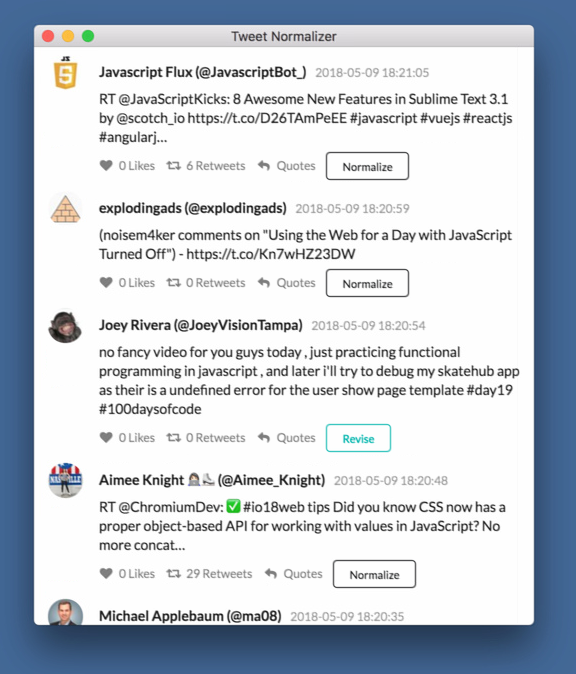 Tweet Normalizer
JS
5
Javascript Flux (@JavascriptBot_) 2018-05-09 18:21:05
RT @JavaScriptKicks: 8 Awesome New Features in Sublime Text 3.1
by @scotch_io https://t.co/D26TAmPeEE #javascript #vuejs #reactjs
#angularj...
0 Likes 6 Retweets Quotes Normalize
explodingads (@explodingads) 2018-05-09 18:20:59
(noisem4ker comments on "Using the Web for a Day with JavaScript
Turned Off") - https://t.co/Kn7wHZ23DW
0 Likes 0 Retweets Quotes Normalize
Joey Rivera (@JoeyVisionTampa) 2018-05-09 18:20:54
no fancy video for you guys today , just practicing functional
programming in javascript , and later i'll try to debug my skatehub app
as their is a undefined error for the user show page template #day19
#100daysofcode
0 Likes 0 Retweets Quotes Revise
Aimee Knight 👩🏻‍💻⛸ (@Aimee_Knight) 2018-05-09 18:20:48
RT @ChromiumDev: ✅ #io18web tips Did you know CSS now has a
proper object-based API for working with values in JavaScript? No
more concat...
0 Likes 29 Retweets Quotes Normalize
Michael Applebaum (@ma08) 2018-05-09 18:20:35